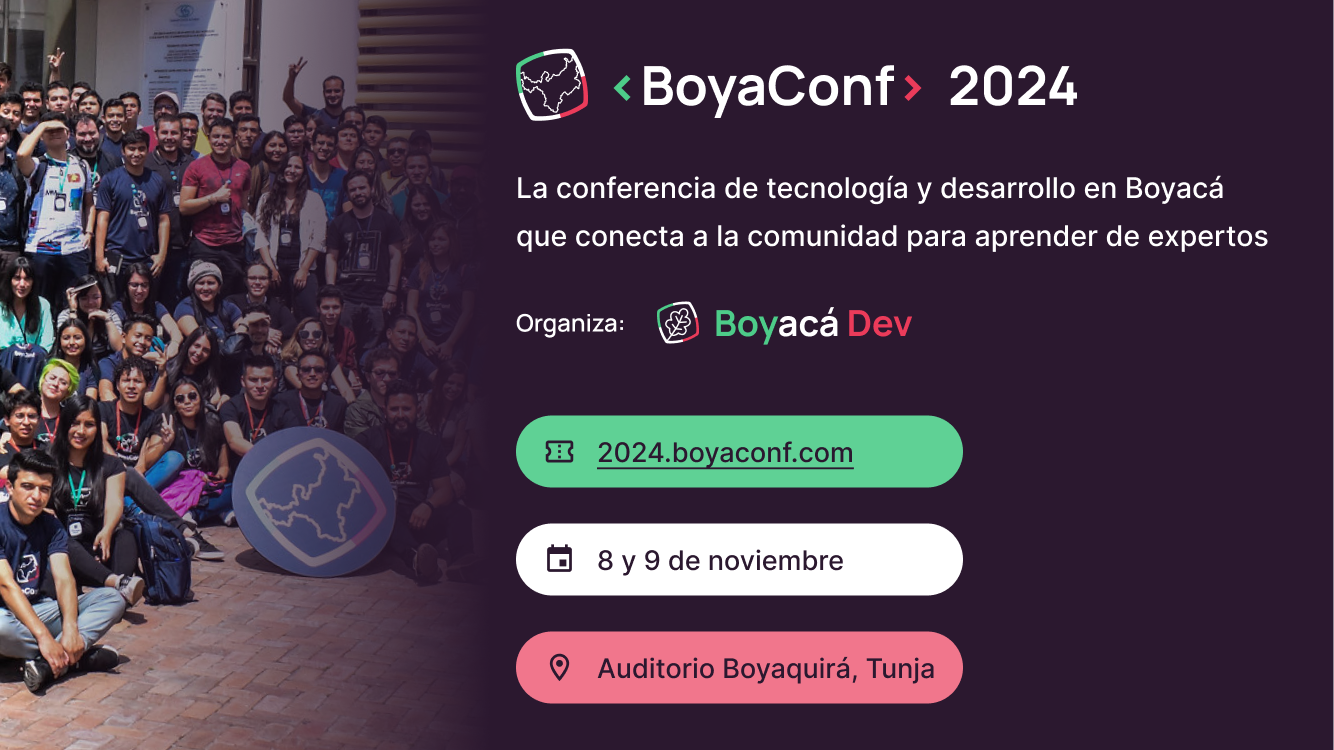 <BoyaConf> 2024
La conferencia de tecnología y desarrollo en Boyacá
que conecta a la comunidad para aprender de expertos
Organiza: Boyacá Dev
2024.boyaconf.com
8 y 9 de noviembre
Auditorio Boyaquirá, Tunja